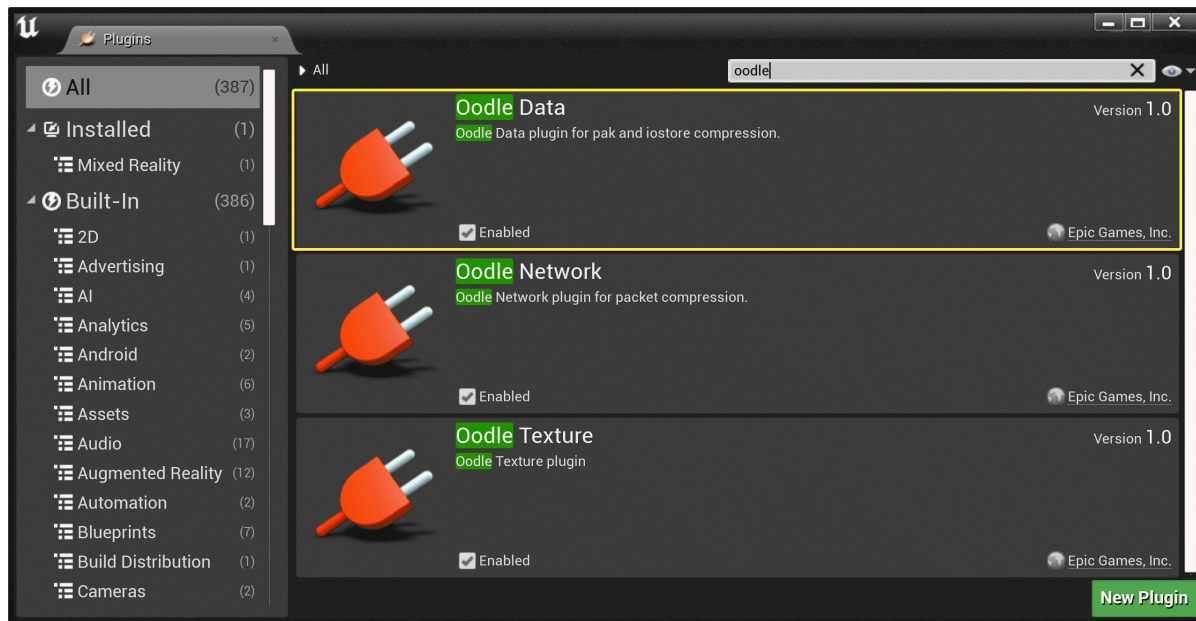 Plugins
All (387)
Installed (1)
Mixed Reality (1)
Built-In (386)
2D (1)
Advertising (1)
AI (4)
Analytics (5)
Android (2)
Animation (6)
Assets (3)
Audio (17)
Augmented Reality (12)
Automation (2)
Blueprints (7)
Build Distribution (1)
Cameras (2)
All
oodle
Oodle Data
Version 1.0
Oodle Data plugin for pak and iostore compression.
Enabled
Epic Games, Inc.
Oodle Network
Version 1.0
Oodle Network plugin for packet compression.
Enabled
Epic Games, Inc.
Oodle Texture
Version 1.0
Oodle Texture plugin
Enabled
Epic Games, Inc.
New Plugin